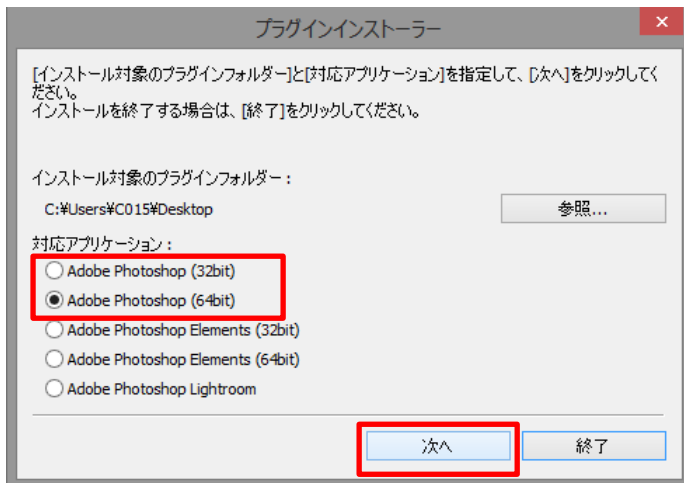 プラグインインストーラー
[インストール対象のプラグインフォルダー]と[対応アプリケーション]を指定して、[次へ]をクリックしてく
ださい。
インストールを終了する場合は、[終了]をクリックしてください。
インストール対象のプラグインフォルダー：
C:¥Users¥C015¥Desktop
参照...
対応アプリケーション：
Adobe Photoshop (32bit)
Adobe Photoshop (64bit)
Adobe Photoshop Elements (32bit)
Adobe Photoshop Elements (64bit)
Adobe Photoshop Lightroom
次へ
終了